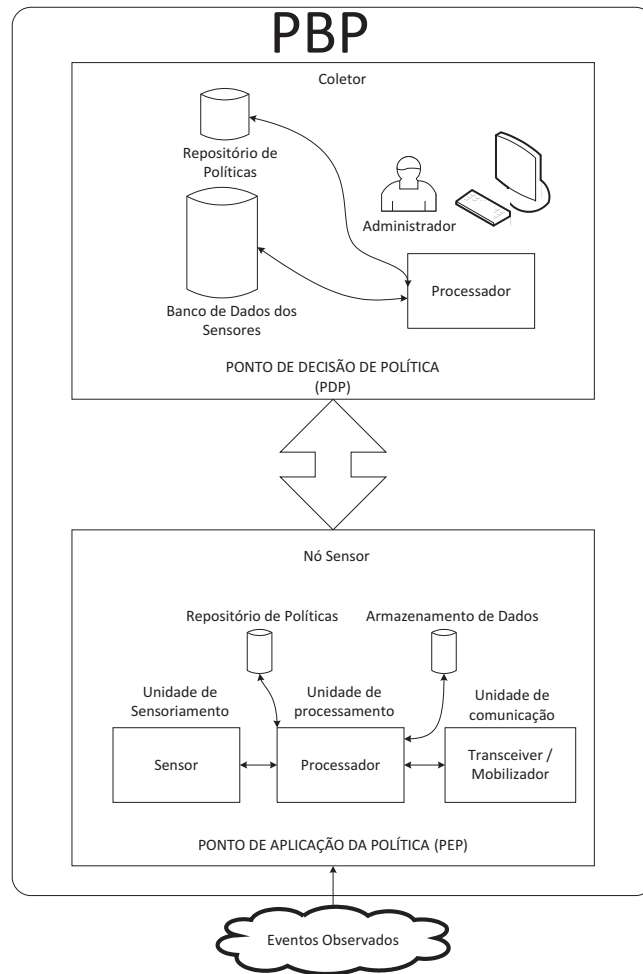 PBP
Coletor
Repositório de
Políticas
Administrador
Banco de Dados dos
Sensores
Processador
PONTO DE DECISÃO DE POLÍTICA
(PDP)
Nó Sensor
Repositório de Políticas
Armazenamento de Dados
Unidade de
Sensoriamento
Unidade de
processamento
Unidade de
comunicação
Sensor
Processador
Transceiver /
Mobilizador
PONTO DE APLICAÇÃO DA POLÍTICA (PEP)
Eventos Observados